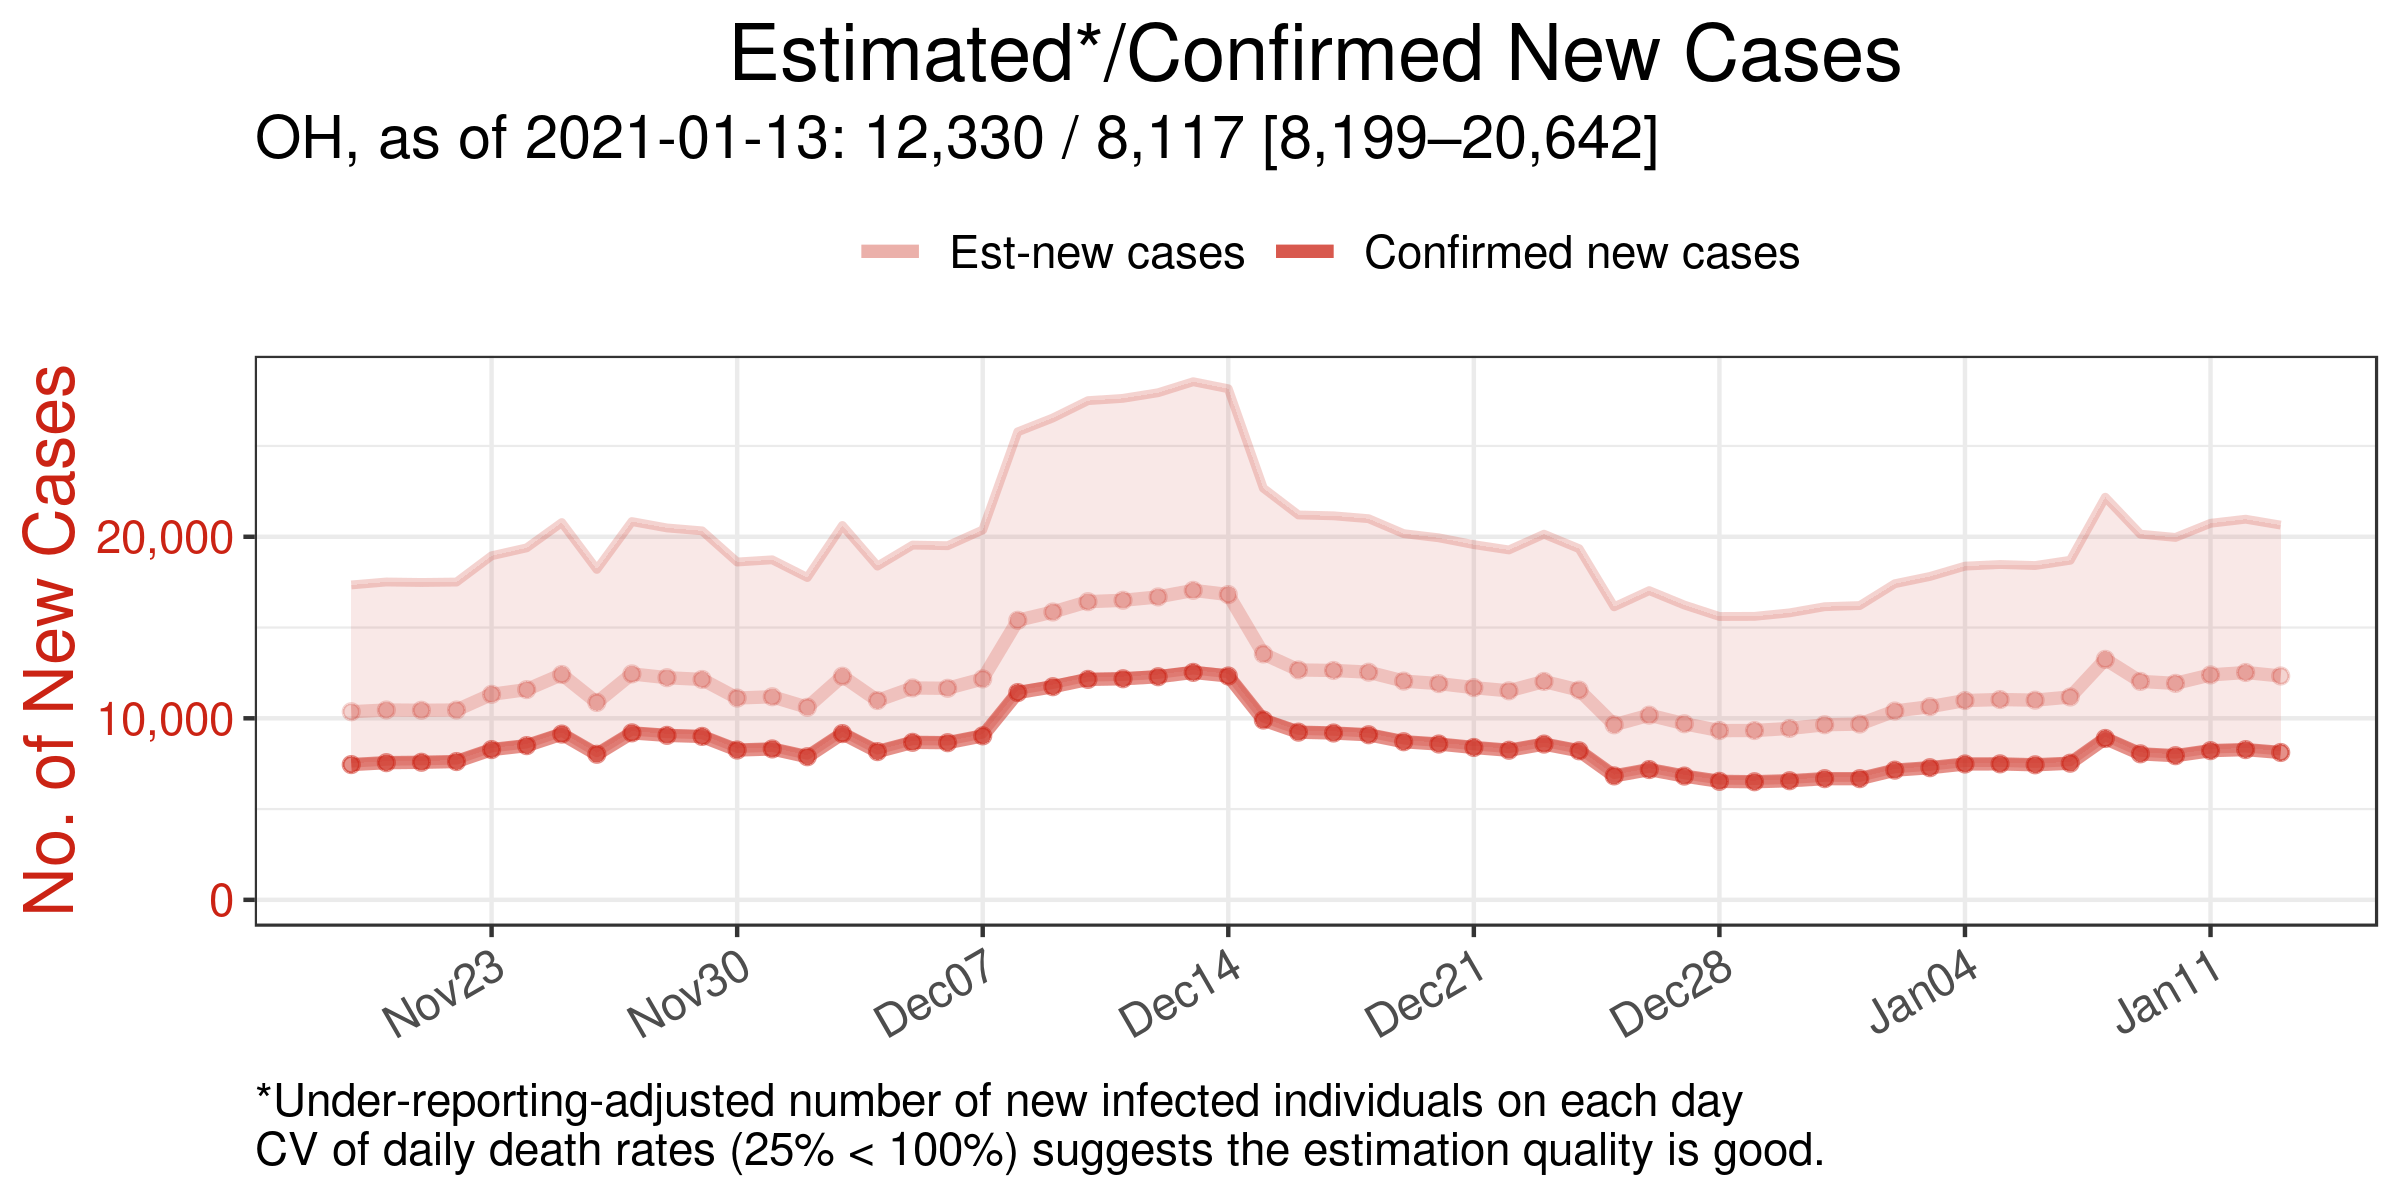 Estimated*/Confirmed New Cases
OH, as of 2021-01-13: 12,330 / 8,117 [8,199–20,642]
Est-new cases Confirmed new cases
No. of New Cases
20,000
10,000
0
Nov23 Nov30 Dec07 Dec14 Dec21 Dec28 Jan04 Jan11
*Under-reporting-adjusted number of new infected individuals on each day
CV of daily death rates (25% < 100%) suggests the estimation quality is good.